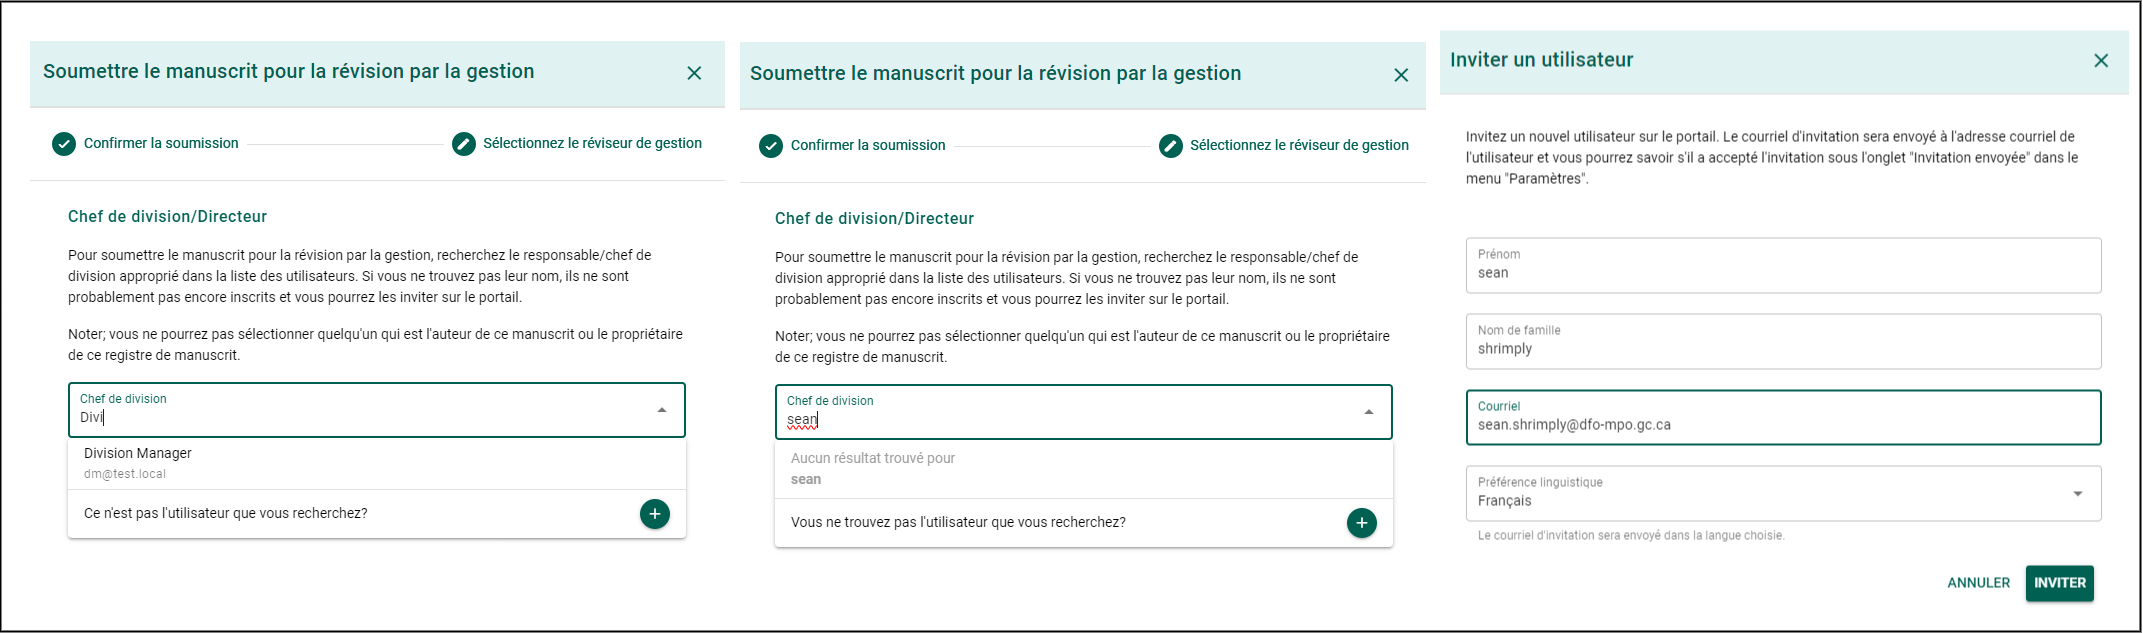 Soumettre le manuscrit pour la révision par la gestion
Confirmer la soumission
Sélectionnez le réviseur de gestion
Chef de division/Directeur
Pour soumettre le manuscrit pour la révision par la gestion, recherchez le responsable/chef de
division approprié dans la liste des utilisateurs. Si vous ne trouvez pas leur nom, ils ne sont
probablement pas encore inscrits et vous pourrez les inviter sur le portail.
Noter; vous ne pourrez pas sélectionner quelqu'un qui est l'auteur de ce manuscrit ou le propriétaire
de ce registre de manuscrit.
Chef de division
Divi
Division Manager
dm@test.local
Ce n'est pas l'utilisateur que vous recherchez?
Soumettre le manuscrit pour la révision par la gestion
Confirmer la soumission
Sélectionnez le réviseur de gestion
Chef de division/Directeur
Pour soumettre le manuscrit pour la révision par la gestion, recherchez le responsable/chef de
division approprié dans la liste des utilisateurs. Si vous ne trouvez pas leur nom, ils ne sont
probablement pas encore inscrits et vous pourrez les inviter sur le portail.
Noter; vous ne pourrez pas sélectionner quelqu'un qui est l'auteur de ce manuscrit ou le propriétaire
de ce registre de manuscrit.
Chef de division
sean
Aucun résultat trouvé pour
sean
Vous ne trouvez pas l'utilisateur que vous recherchez?
Inviter un utilisateur
Invitez un nouvel utilisateur sur le portail. Le courriel d'invitation sera envoyé à l'adresse courriel de
l'utilisateur et vous pourrez savoir s'il a accepté l'invitation sous l'onglet "Invitation envoyée" dans le
menu "Paramètres".
Prénom
sean
Nom de famille
shrimply
Courriel
sean.shrimply@dfo-mpo.gc.ca
Préférence linguistique
Français
Le courriel d'invitation sera envoyé dans la langue choisie.
ANNULER
INVITER